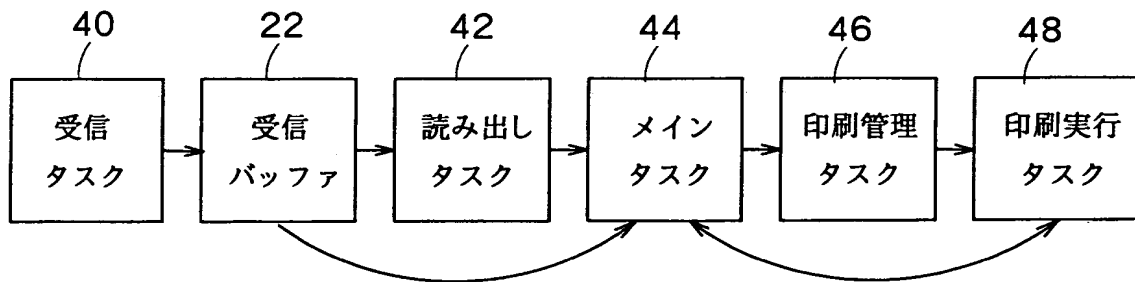 40
22
42
44
46
48
受信
タスク
受信
バッファ
読み出し
タスク
メイン
タスク
印刷管理
タスク
印刷実行
タスク